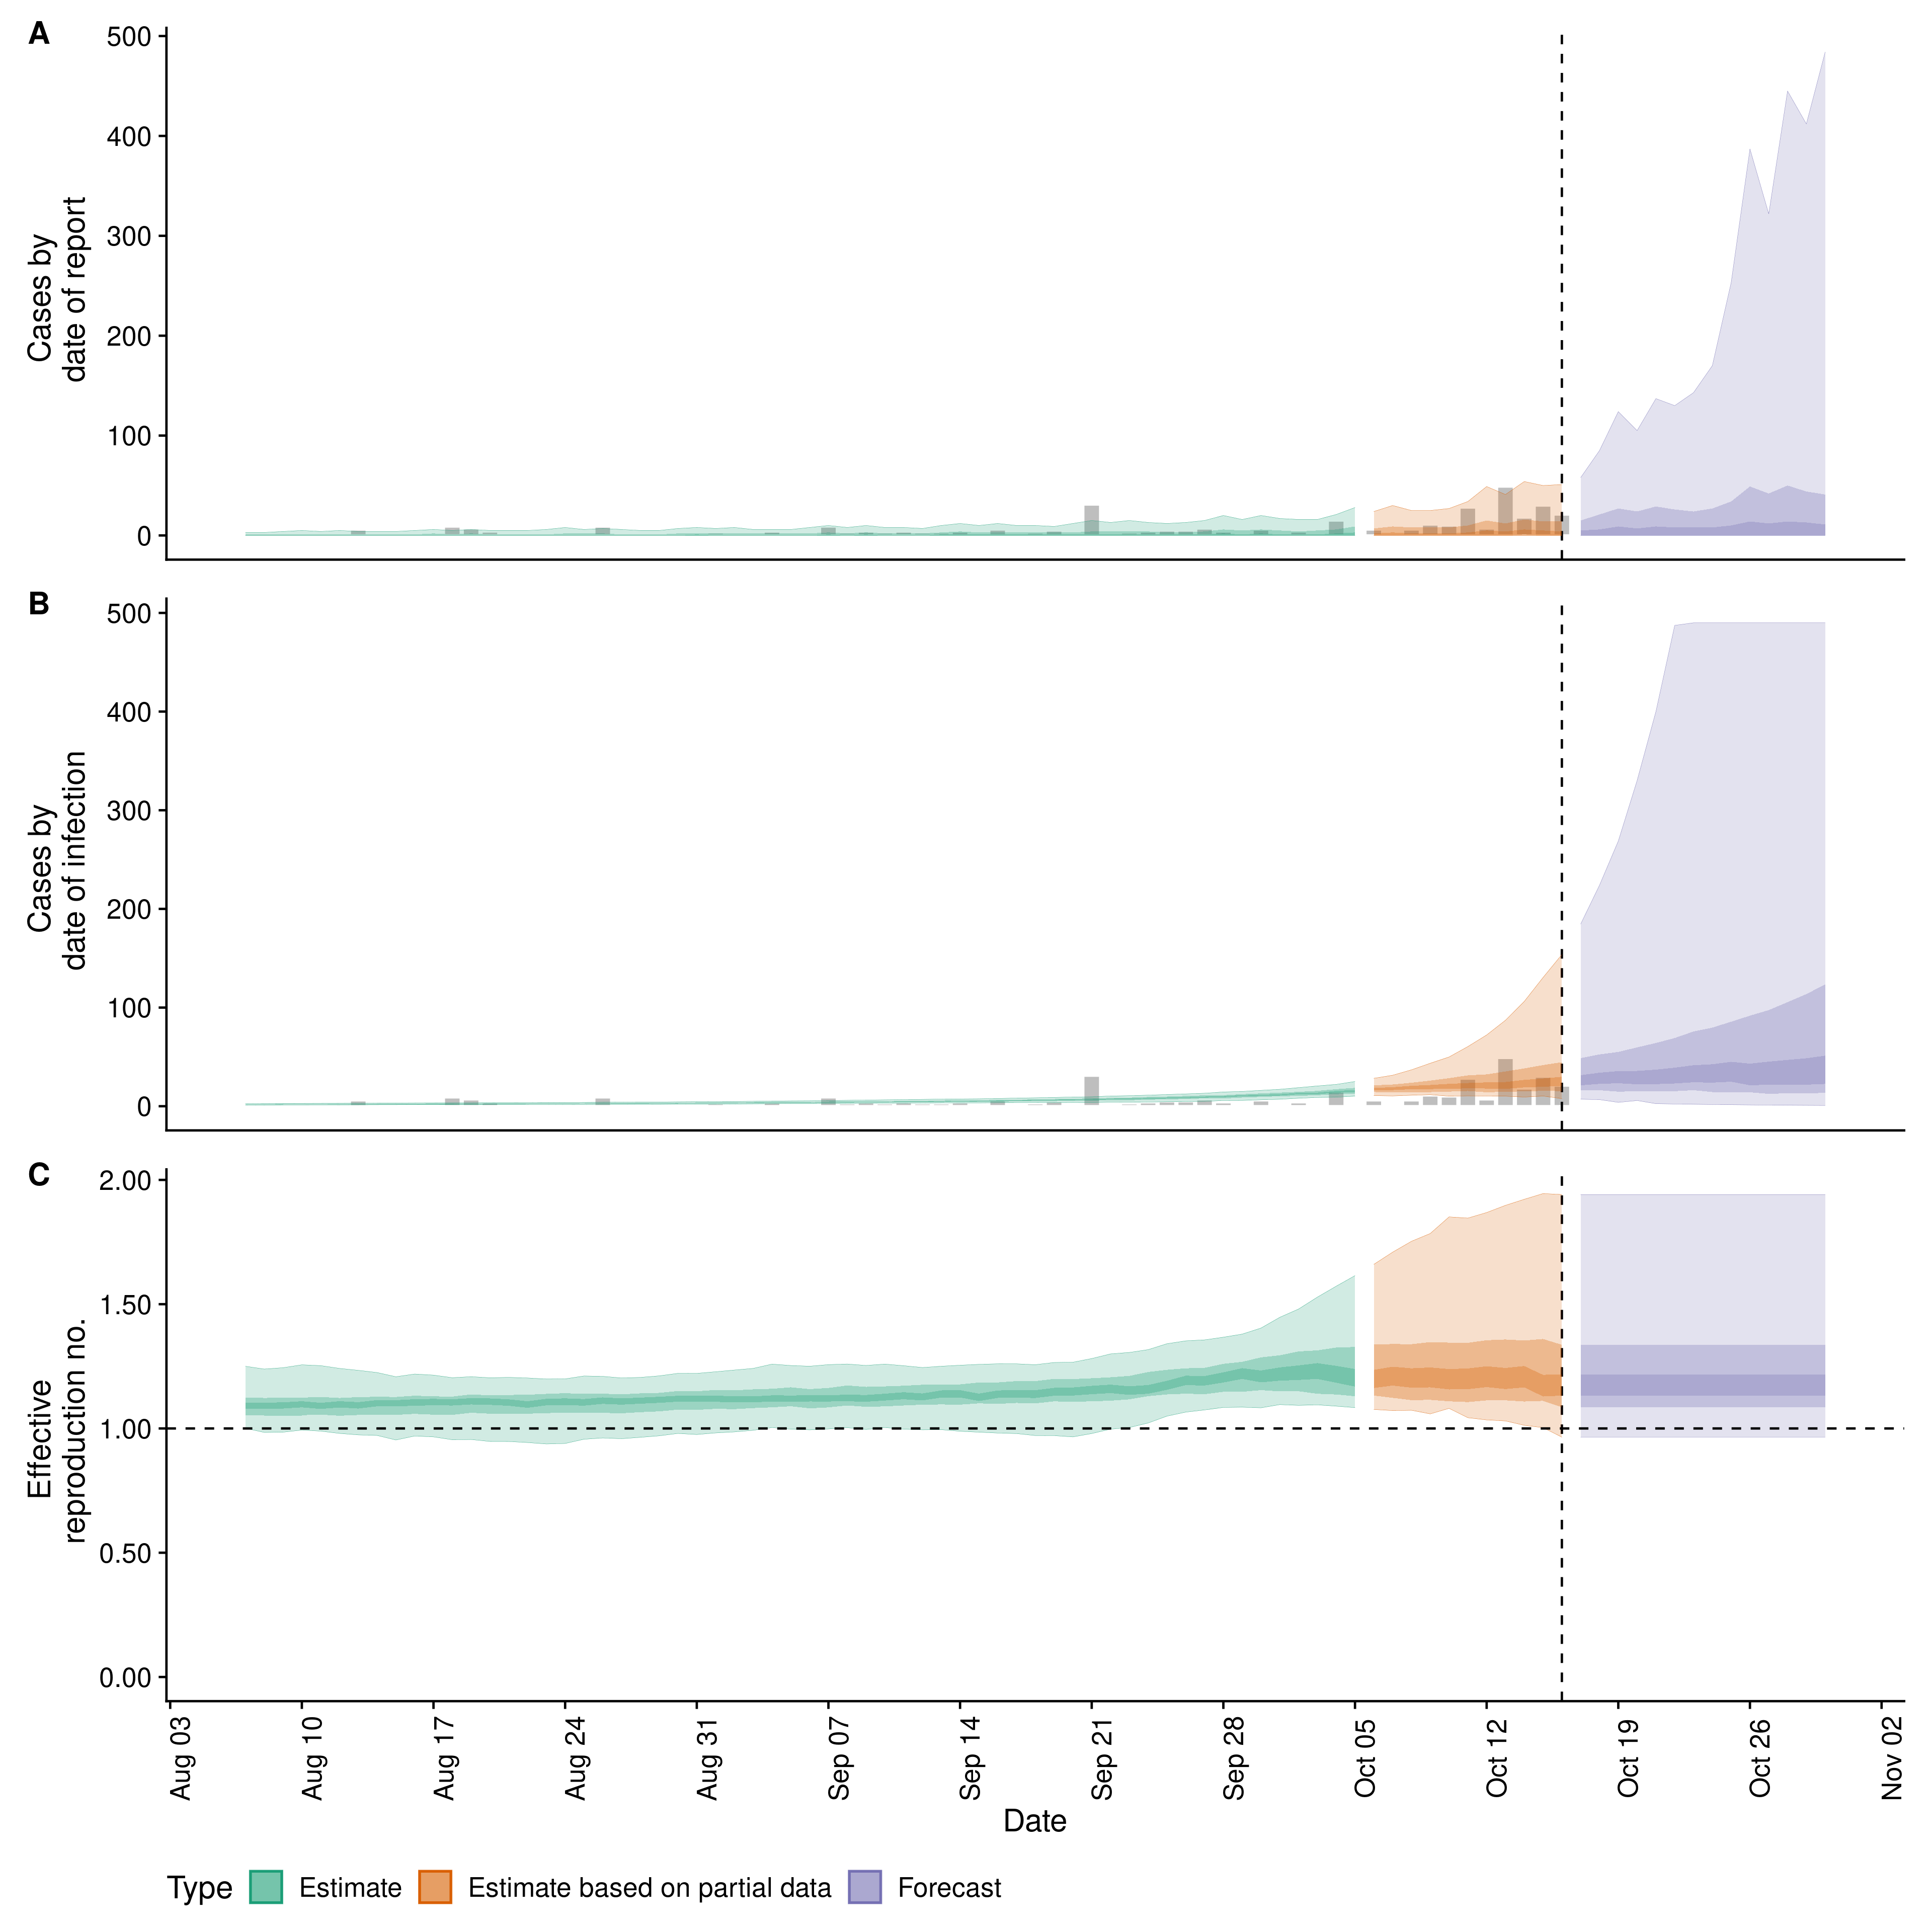 A
Cases by
date of report
500
400
300
200
100
0
B
Cases by
date of infection
500
400
300
200
100
0
C
Effective
reproduction no.
2.00
1.50
1.00
0.50
0.00
Aug 03
Aug 10
Aug 17
Aug 24
Aug 31
Sep 07
Sep 14
Sep 21
Sep 28
Oct 05
Oct 12
Oct 19
Oct 26
Nov 02
Date
Type Estimate Estimate based on partial data Forecast